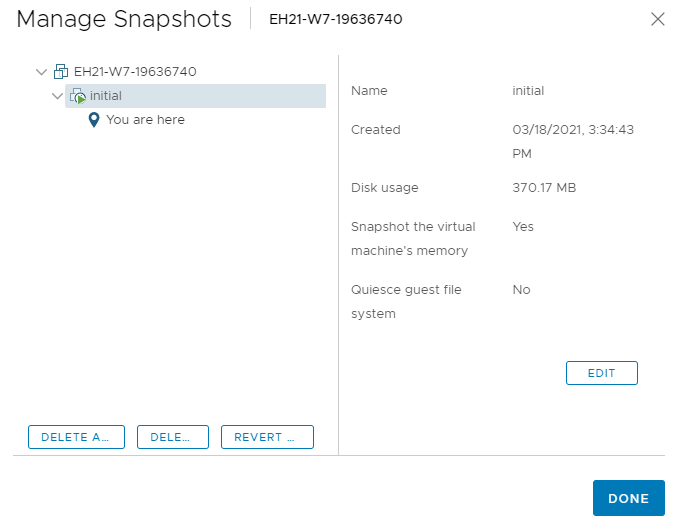 Manage Snapshots EH21-W7-19636740
EH21-W7-19636740
initial
You are here
Name initial
Created 03/18/2021, 3:34:43
PM
Disk usage 370.17 MB
Snapshot the virtual Yes
machine's memory
Quiesce guest file No
system
EDIT
DELETE A... DELE... REVERT ...
DONE